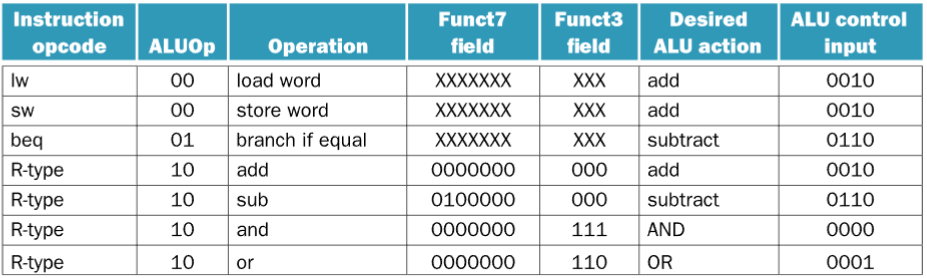 Instruction opcode ALUOp Operation Funct7 field Funct3 field Desired ALU action ALU control input
lw 00 load word XXXXXXX XXX add 0010
sw 00 store word XXXXXXX XXX add 0010
beq 01 branch if equal XXXXXXX XXX subtract 0110
R-type 10 add 0000000 000 add 0010
R-type 10 sub 0100000 000 subtract 0110
R-type 10 and 0000000 111 AND 0000
R-type 10 or 0000000 110 OR 0001